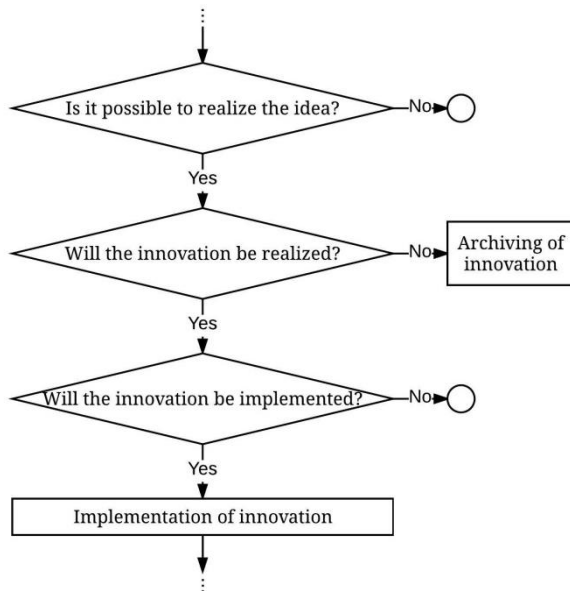 Is it possible to realize the idea?
No
Yes
Will the innovation be realized?
No
Archiving of
innovation
Yes
Will the innovation be implemented?
No
Yes
Implementation of innovation